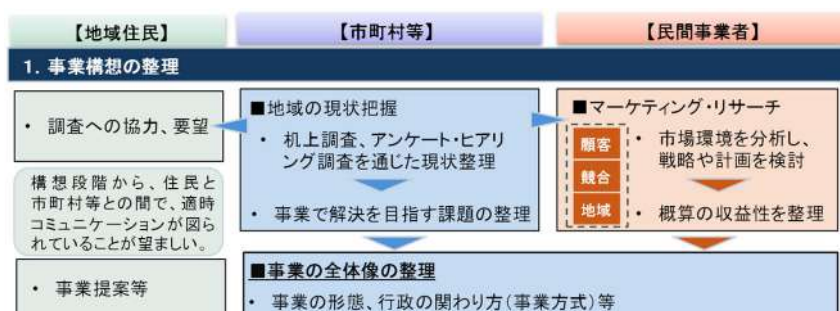 【地域住民】
【市町村等】
【民間事業者】
1. 事業構想の整理
・ 調査への協力、要望
構想段階から、住民と
市町村等との間で、適時
コミュニケーションが図ら
れていることが望ましい。
・ 事業提案等
■地域の現状把握
・ 机上調査、アンケート・ヒアリ
ング調査を通じた現状整理
・ 事業で解決を目指す課題の整理
■マーケティング・リサーチ
顧客
競合
地域
・ 市場環境を分析し、
戦略や計画を検討
・ 概算の収益性を整理
■事業の全体像の整理
・ 事業の形態、行政の関わり方(事業方式)等